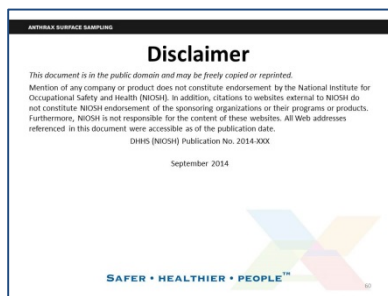 ANTHRAX SURFACE SAMPLING
Disclaimer
This document is in the public domain and may be freely copied or reprinted.
Mention of any company or product does not constitute endorsement by the National Institute for
Occupational Safety and Health (NIOSH). In addition, citations to websites external to NIOSH do
not constitute NIOSH endorsement of the sponsoring organizations or their programs or products.
Furthermore, NIOSH is not responsible for the content of these websites. All Web addresses
referenced in this document were accessible as of the publication date.
DHHS (NIOSH) Publication No. 2014-XXX
September 2014
SAFER • HEALTHIER • PEOPLE™